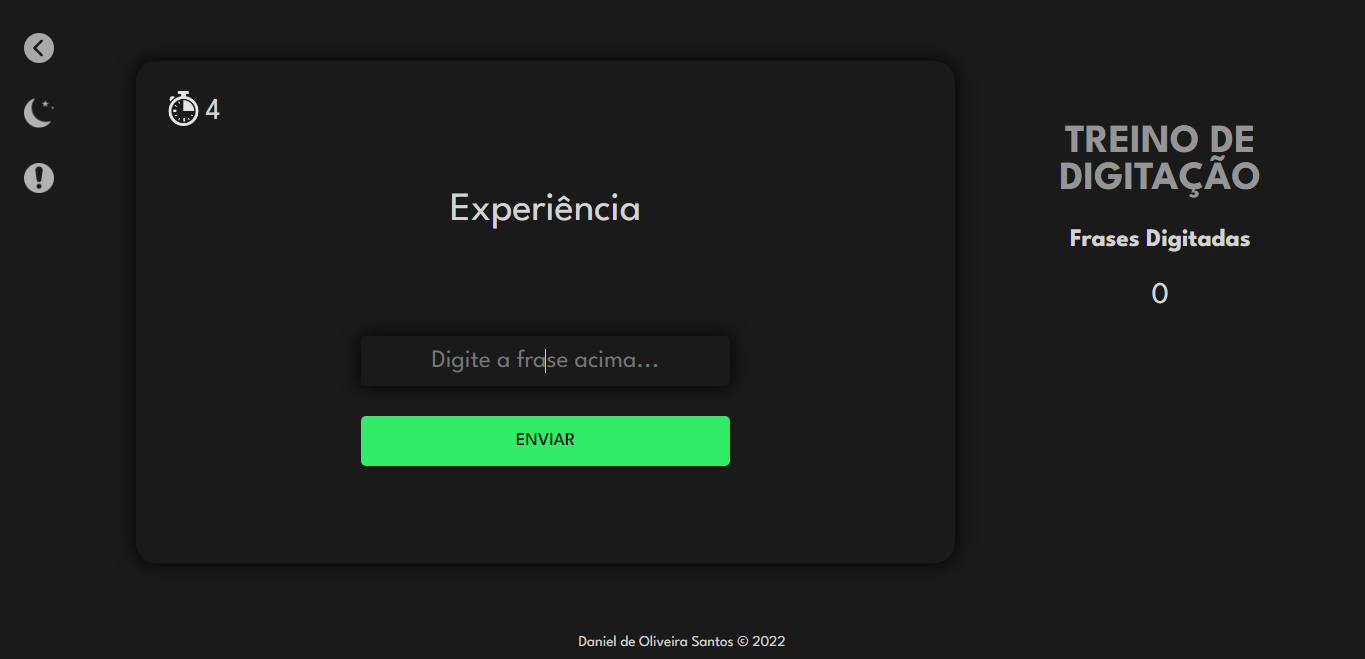 4
Experiência
Digite a frase acima...
ENVIAR
TREINO DE
DIGITAÇÃO
Frases Digitadas
0
Daniel de Oliveira Santos © 2022